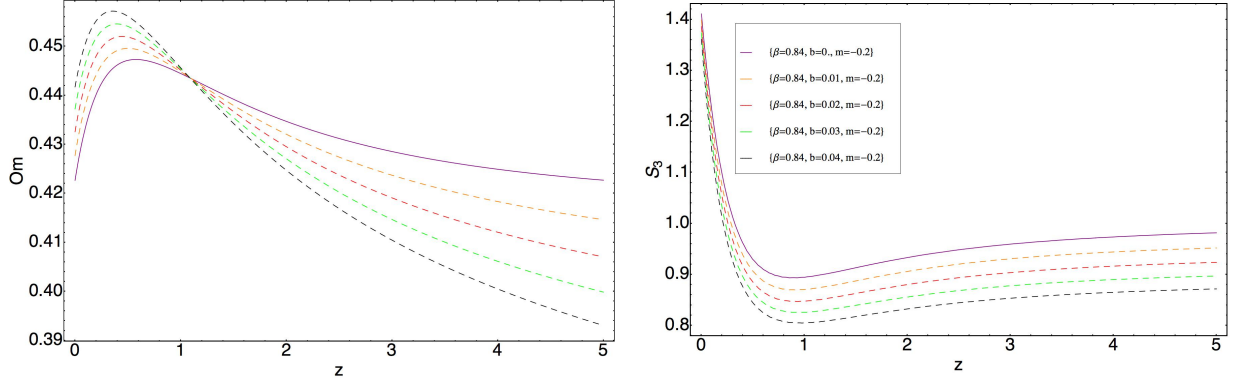 0.45
0.44
0.43
0.42
0.41
0.40
0.39
Om
0 1 2 3 4 5
z
1.4
1.3
1.2
1.1
1.0
0.9
0.8
S3
{β=0.84, b=0., m=−0.2}
{β=0.84, b=0.01, m=−0.2}
{β=0.84, b=0.02, m=−0.2}
{β=0.84, b=0.03, m=−0.2}
{β=0.84, b=0.04, m=−0.2}
0 1 2 3 4 5
z